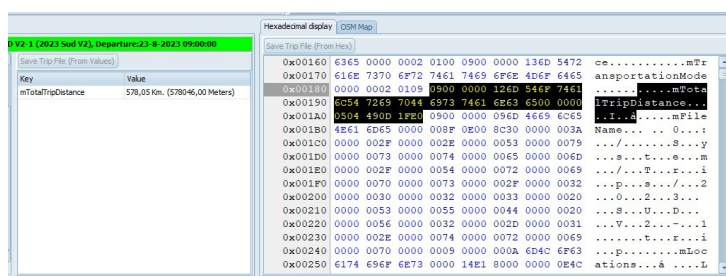 Hexadecimal display OSM Map
D V2-1 (2023 Sud V2), Departure:23-8-2023 09:00:00
Save Trip File (From Values)
Save Trip File (From Hex)
Key Value
mTotalTripDistance 578,05 Km. (578046,00 Meters)
0x00160 6365 0000 0002 0100 0900 0000 136D 5472 ce..........mTr
0x00170 616E 7370 6F72 7461 7469 6F6E 4D6F 6465 ansportationMode
0x00180 0000 0002 0109 0900 0000 126D 546F 7461 ...... .....mTota
0x00190 6C54 7269 7044 6973 7461 6E63 6500 0000 lTripDistance...
0x001A0 0504 490D 1FE0 0900 0000 096D 4669 6C65 ..I..à.....mFile
0x001B0 4E61 6D65 0000 008F 0E00 8C30 0000 003A Name... .. 0...:
0x001C0 0000 002F 0000 002E 0000 0053 0000 0079 .../.......S...y
0x001D0 0000 0073 0000 0074 0000 0065 0000 006D ...s...t...e...m
0x001E0 0000 002F 0000 0054 0000 0072 0000 0069 .../...T...r...i
0x001F0 0000 0070 0000 0073 0000 002F 0000 0032 ...p...s.../...2
0x00200 0000 0030 0000 0032 0000 0033 0000 0020 ...0...2...3...
0x00210 0000 0053 0000 0055 0000 0044 0000 0020 ...S...U...D...
0x00220 0000 0056 0000 0032 0000 002D 0000 0031 ...V...2...-...1
0x00230 0000 002E 0000 0074 0000 0072 0000 0069 .......t...r...i
0x00240 0000 0070 0000 0000 000A 6D4C 6F63 ...p......mLoc
0x00250 6174 696F 6E73 0000 14E1 8000 0000 0E4C ations...á ....L